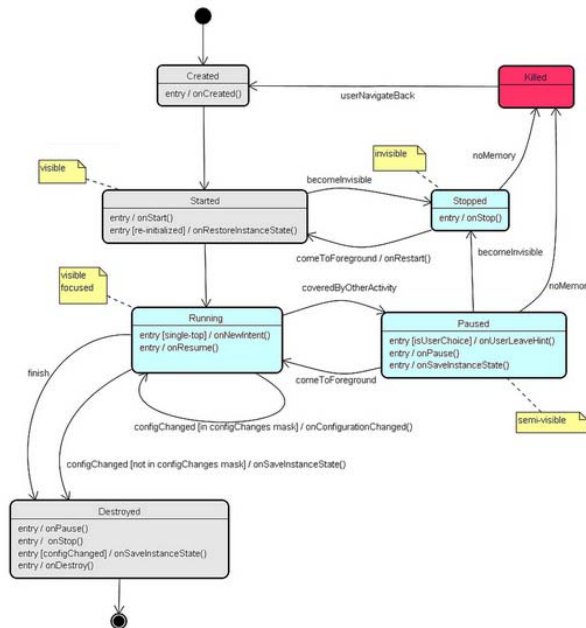 Created
entry / onCreated()
Killed
userNavigateBack
visible
invisible
noMemory
becomeInvisible
Started
entry / onStart()
entry [re-initialized] / onRestoreInstanceState()
Stopped
entry / onStop()
comeToForeground / onRestart()
becomeInvisible
noMemory
visible
focused
coveredByOtherActivity
Running
entry [single-top] / onNewIntent()
entry / onResume()
Paused
entry [isUserChoice] / onUserLeaveHint()
entry / onPause()
entry / onSaveInstanceState()
comeToForeground
finish
semi-visible
configChanged [in configChanges mask] / onConfigurationChanged()
configChanged [not in configChanges mask] / onSaveInstanceState()
Destroyed
entry / onPause()
entry / onStop()
entry [configChanged] / onSaveInstanceState()
entry / onDestroy()